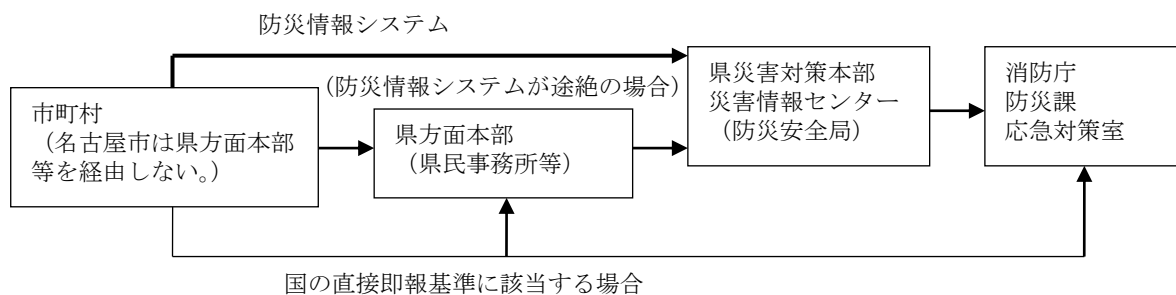 防災情報システム
(防災情報システムが途絶の場合)
市町村
（名古屋市は県方面本部
等を経由しない。）
県方面本部
（県民事務所等）
県災害対策本部
災害情報センター
（防災安全局）
消防庁
防災課
応急対策室
国の直接即報基準に該当する場合